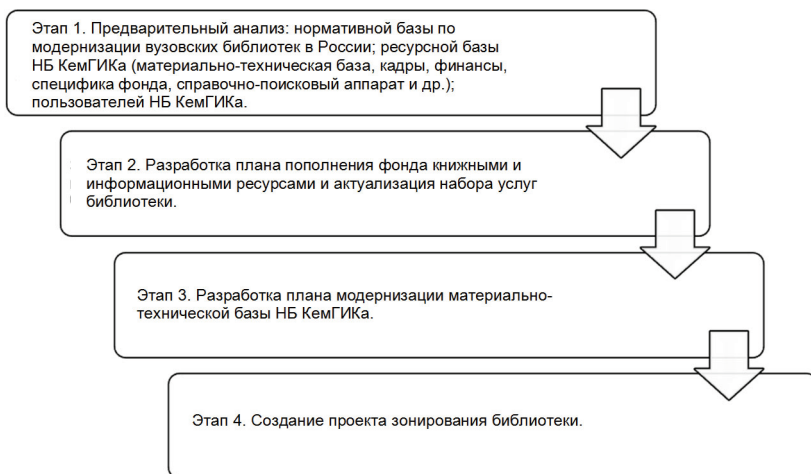 Этап 1. Предварительный анализ: нормативной базы по
модернизации вузовских библиотек в России; ресурсной базы
НБ КемГИКа (материально-техническая база, кадры, финансы,
специфика фонда, справочно-поисковый аппарат и др.);
пользователей НБ КемГИКа.
Этап 2. Разработка плана пополнения фонда книжными и
информационными ресурсами и актуализация набора услуг
библиотеки.
Этап 3. Разработка плана модернизации материально-
технической базы НБ КемГИКа.
Этап 4. Создание проекта зонирования библиотеки.